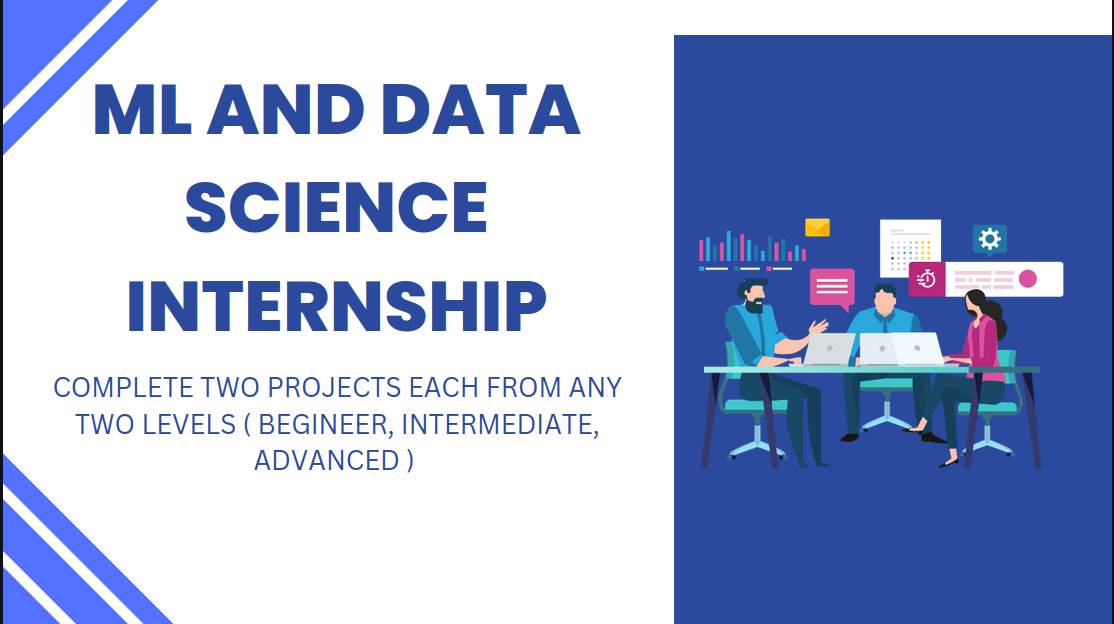 ML AND DATA
SCIENCE
INTERNSHIP
COMPLETE TWO PROJECTS EACH FROM ANY
TWO LEVELS ( BEGINEER, INTERMEDIATE,
ADVANCED )